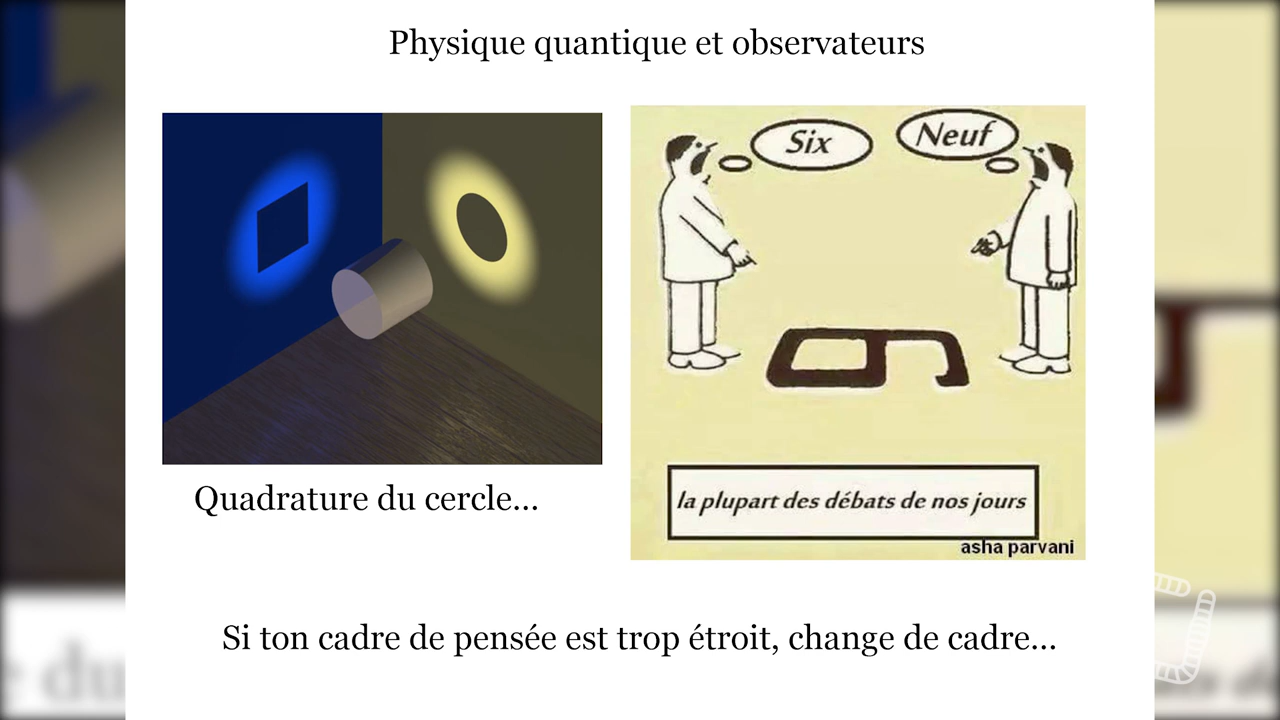 Physique quantique et observateurs
Six
Neuf
Quadrature du cercle...
la plupart des débats de nos jours
asha parvani
Si ton cadre de pensée est trop étroit, change de cadre...